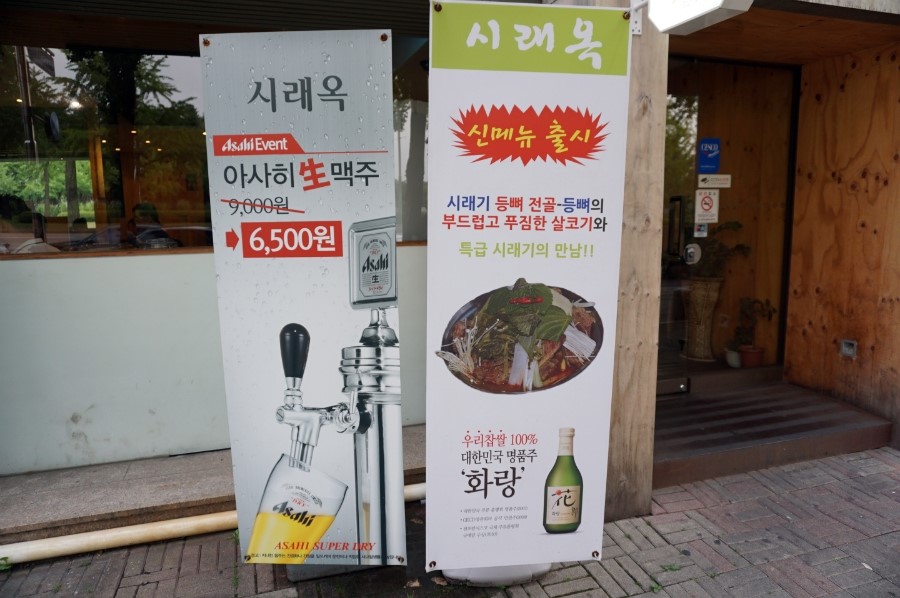 시래옥
Asahi Event
아사히 生 맥주
9,000원
6,500원
Asahi
生
Asahi
ASAHI SUPER DRY
시래옥
신메뉴 출시
시래기 등뼈 전골-등뼈의
부드럽고 푸짐한 살코기와
특급 시래기의 만남!!
우리찹쌀 100%
대한민국 명품주
'화랑'
花
CESCO